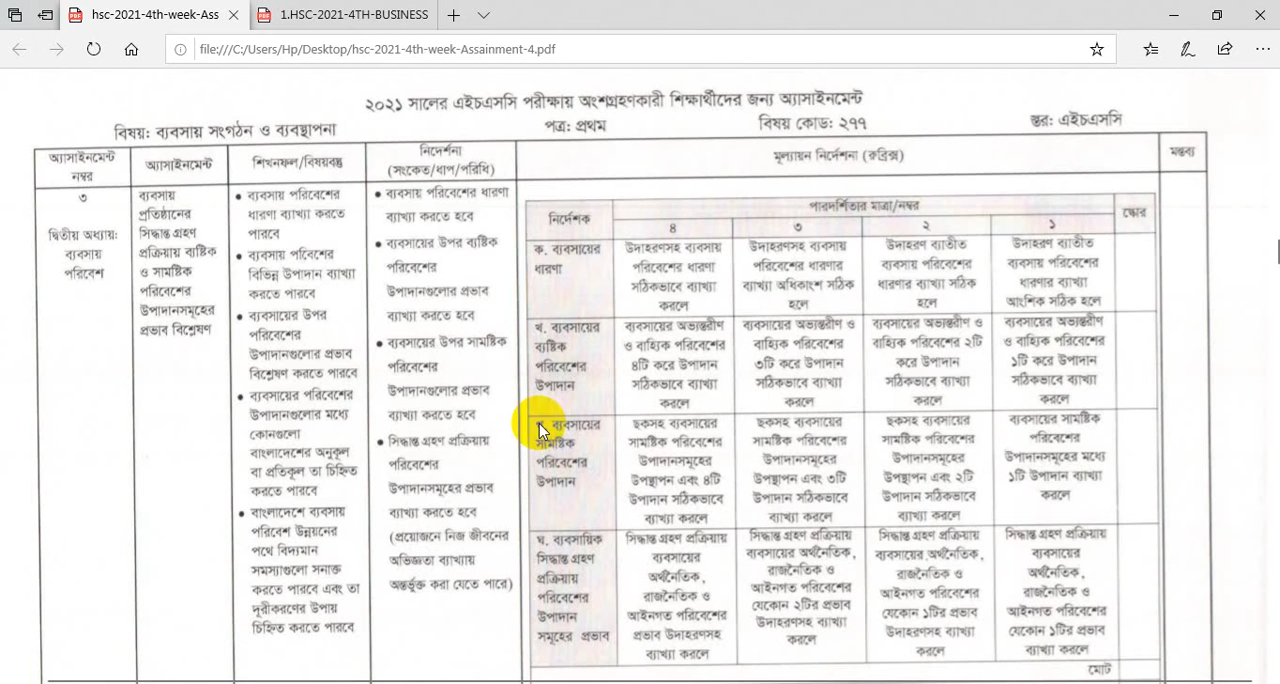 hsc-2021-4th-week-Ass
1.HSC-2021-4TH-BUSINESS
file:///C:/Users/Hp/Desktop/hsc-2021-4th-week-Assainment-4.pdf
২০২১ সালের এইচএসসি পরীক্ষায় অংশগ্রহণকারী শিক্ষার্থীদের জন্য অ্যাসাইনমেন্ট
বিষয়: ব্যবসায় সংগঠন ও ব্যবস্থাপনা
পত্র: প্রথম
বিষয় কোড: ২৭৭
স্তর: এইচএসসি
অ্যাসাইনমেন্ট
নম্বর
অ্যাসাইনমেন্ট
শিখনফল/বিষয়বস্তু
নির্দেশনা
(সংকেত/ধাপ/পরিধি)
মূল্যায়ন নির্দেশনা (রুব্রিক্স)
মন্তব্য
৩
দ্বিতীয় অধ্যায়:
ব্যবসায়
পরিবেশ
ব্যবসায়
প্রতিষ্ঠানের
সিদ্ধান্ত গ্রহণ
প্রক্রিয়ায় ব্যষ্টিক
ও সামষ্টিক
পরিবেশের
উপাদানসমূহের
প্রভাব বিশ্লেষণ
• ব্যবসায় পরিবেশের
ধারণা ব্যাখ্যা করতে
পারবে
• ব্যবসায় পরিবেশের
বিভিন্ন উপাদান ব্যাখ্যা
করতে পারবে
• ব্যবসায়ের উপর
পরিবেশের
উপাদানগুলোর প্রভাব
বিশ্লেষণ করতে পারবে
• ব্যবসায়ের পরিবেশের
উপাদানগুলোর মধ্যে
কোনগুলো
বাংলাদেশের অনুকূল
বা প্রতিকূল তা চিহ্নিত
করতে পারবে
• বাংলাদেশে ব্যবসায়
পরিবেশ উন্নয়নের
পথে বিদ্যমান
সমস্যাগুলো সনাক্ত
করতে পারবে এবং তা
দূরীকরণের উপায়
চিহ্নিত করতে পারবে
• ব্যবসায় পরিবেশের ধারণা
ব্যাখ্যা করতে হবে
• ব্যবসায়ের উপর ব্যষ্টিক
পরিবেশের
উপাদানগুলোর প্রভাব
ব্যাখ্যা করতে হবে
• ব্যবসায়ের উপর সামষ্টিক
পরিবেশের
উপাদানগুলোর প্রভাব
ব্যাখ্যা করতে হবে
• সিদ্ধান্ত গ্রহণ প্রক্রিয়ায়
পরিবেশের
উপাদানসমূহের প্রভাব
ব্যাখ্যা করতে হবে
(প্রয়োজনে নিজ জীবনের
অভিজ্ঞতা ব্যাখ্যায়
অন্তর্ভুক্ত করা যেতে পারে)
নির্দেশক
পারদর্শিতার মাত্রা/নম্বর
স্কোর
৪
৩
২
১
ক. ব্যবসায়ের
ধারণা
উদাহরণসহ ব্যবসায়
পরিবেশের ধারণা
সঠিকভাবে ব্যাখ্যা
করলে
উদাহরণসহ ব্যবসায়
পরিবেশের ধারণার
ব্যাখ্যা অধিকাংশ সঠিক
হলে
উদাহরণ ব্যতীত
ব্যবসায় পরিবেশের
ধারণার ব্যাখ্যা সঠিক
হলে
উদাহরণ ব্যতীত
ব্যবসায় পরিবেশের
ধারণার ব্যাখ্যা
আংশিক সঠিক হলে
খ. ব্যবসায়ের
ব্যষ্টিক
পরিবেশের
উপাদান
ব্যবসায়ের অভ্যন্তরীণ
ও বাহ্যিক পরিবেশের
৪টি করে উপাদান
সঠিকভাবে ব্যাখ্যা
করলে
ব্যবসায়ের অভ্যন্তরীণ ও
বাহ্যিক পরিবেশের
৩টি করে উপাদান
সঠিকভাবে ব্যাখ্যা
করলে
ব্যবসায়ের অভ্যন্তরীণ ও
বাহ্যিক পরিবেশের ২টি
করে উপাদান
সঠিকভাবে ব্যাখ্যা
করলে
ব্যবসায়ের অভ্যন্তরীণ
ও বাহ্যিক পরিবেশের
১টি করে উপাদান
সঠিকভাবে ব্যাখ্যা
করলে
ব্যবসায়ের
সামষ্টিক
পরিবেশের
উপাদান
ছকসহ ব্যবসায়ের
সামষ্টিক পরিবেশের
উপাদানসমূহের
উপস্থাপন এবং ৪টি
উপাদান সঠিকভাবে
ব্যাখ্যা করলে
ছকসহ ব্যবসায়ের
সামষ্টিক পরিবেশের
উপাদানসমূহের
উপস্থাপন এবং ৩টি
উপাদান সঠিকভাবে
ব্যাখ্যা করলে
ছকসহ ব্যবসায়ের
সামষ্টিক পরিবেশের
উপাদানসমূহের
উপস্থাপন এবং ২টি
উপাদান সঠিকভাবে
ব্যাখ্যা করলে
ব্যবসায়ের সামষ্টিক
পরিবেশের
উপাদানসমূহের মধ্যে
১টি উপাদান ব্যাখ্যা
করলে
ঘ. ব্যবসায়িক
সিদ্ধান্ত গ্রহণ
প্রক্রিয়ায়
পরিবেশের
উপাদান
সমূহের প্রভাব
সিদ্ধান্ত গ্রহণ প্রক্রিয়ায়
ব্যবসায়ের
অর্থনৈতিক,
রাজনৈতিক ও
আইনগত পরিবেশের
প্রভাব উদাহরণসহ
ব্যাখ্যা করলে
সিদ্ধান্ত গ্রহণ প্রক্রিয়ায়
ব্যবসায়ের অর্থনৈতিক,
রাজনৈতিক ও
আইনগত পরিবেশের
যেকোন ২টির প্রভাব
উদাহরণসহ ব্যাখ্যা
করলে
সিদ্ধান্ত গ্রহণ প্রক্রিয়ায়
ব্যবসায়ের অর্থনৈতিক,
রাজনৈতিক ও
আইনগত পরিবেশের
যেকোন ১টির প্রভাব
উদাহরণসহ ব্যাখ্যা
করলে
সিদ্ধান্ত গ্রহণ প্রক্রিয়ায়
ব্যবসায়ের
অর্থনৈতিক,
রাজনৈতিক ও
আইনগত পরিবেশের
যেকোন ১টির প্রভাব
ব্যাখ্যা করলে
মোট